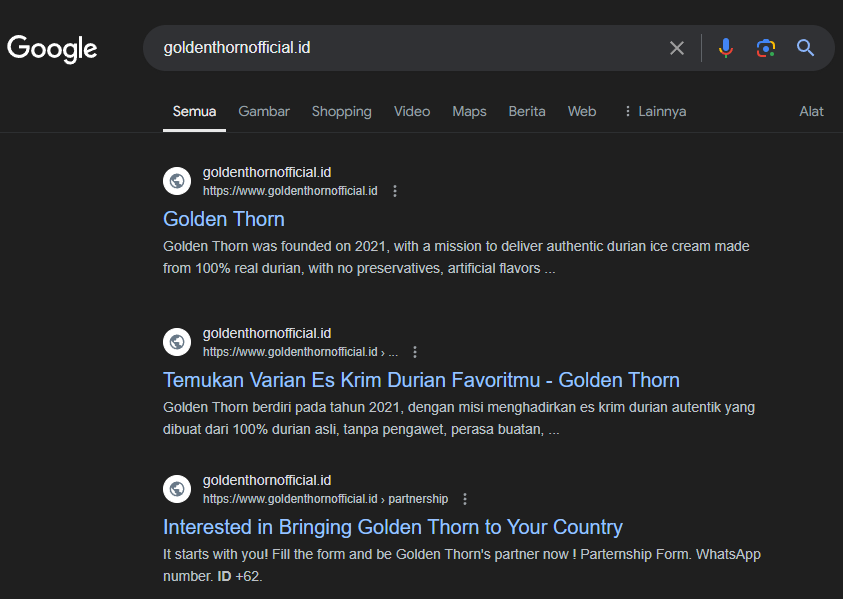 Google
goldenthornofficial.id
Semua Gambar Shopping Video Maps Berita Web Lainnya Alat
goldenthornofficial.id
https://www.goldenthornofficial.id
Golden Thorn
Golden Thorn was founded on 2021, with a mission to deliver authentic durian ice cream made
from 100% real durian, with no preservatives, artificial flavors ...
goldenthornofficial.id
https://www.goldenthornofficial.id › ...
Temukan Varian Es Krim Durian Favoritmu - Golden Thorn
Golden Thorn berdiri pada tahun 2021, dengan misi menghadirkan es krim durian autentik yang
dibuat dari 100% durian asli, tanpa pengawet, perasa buatan, ...
goldenthornofficial.id
https://www.goldenthornofficial.id › partnership
Interested in Bringing Golden Thorn to Your Country
It starts with you! Fill the form and be Golden Thorn's partner now ! Parternship Form. WhatsApp
number. ID +62.